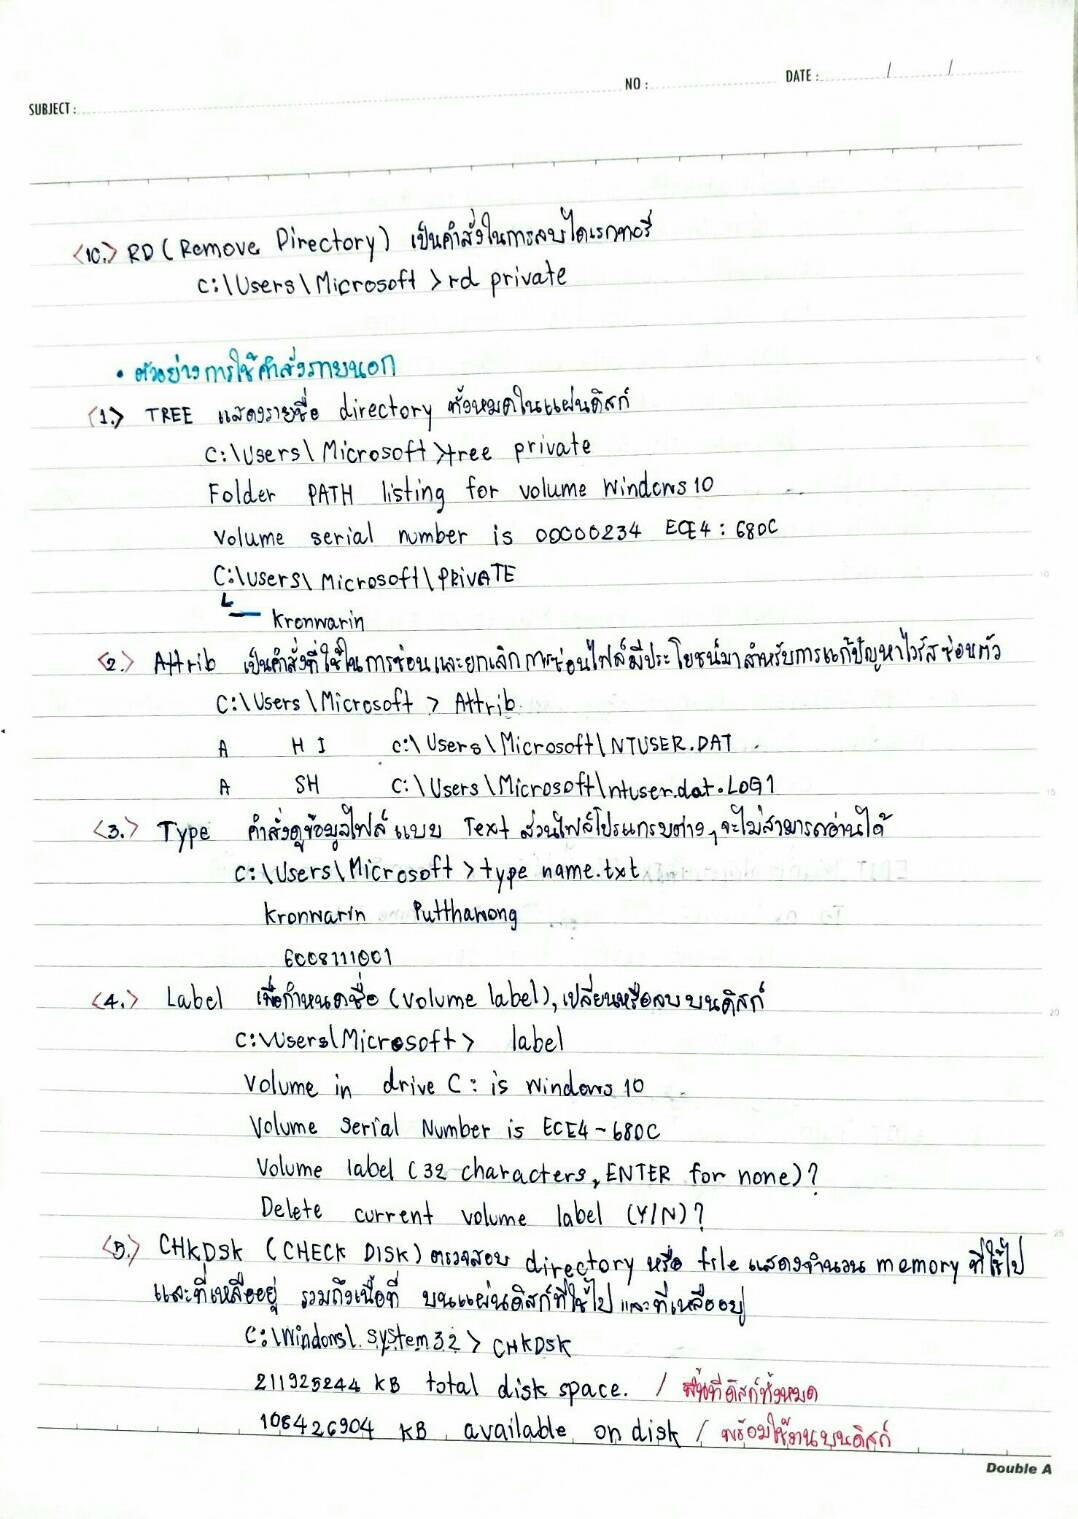 SUBJECT :
NO :
DATE : / /
<10.> RD (Remove Directory) เป็นคำสั่งในการลบไดเรกทอรี
C:\Users\Microsoft >rd private
• ตัวอย่างการใช้คำสั่งภายนอก
<1.> TREE แสดงรายชื่อ directory ทั้งหมดในแผ่นดิสก์
C:\Users\Microsoft >tree private
Folder PATH listing for volume Windows 10
Volume serial number is 00000234 ECE4 : 680C
C:\Users\Microsoft\PRIVATE
Kronwarin
<2.> Attrib เป็นคำสั่งที่ใช้ในการซ่อนและยกเลิกการซ่อนไฟล์มีประโยชน์มาสำหรับการแก้ปัญหาไวรัสซ่อนตัว
C:\Users\Microsoft > Attrib
A H I C:\Users\Microsoft\NTUSER.DAT
A SH C:\Users\Microsoft\ntuser.dat.LOG1
<3.> Type คำสั่งดูข้อมูลไฟล์แบบ Text ส่วนไฟล์โปรแกรมต่างๆจะไม่สามารถอ่านได้
C:\Users\Microsoft >type name.txt
Kronwarin Putthawong
6008111001
<4.> Label เพื่อกำหนดชื่อ (Volume label), เปลี่ยนหรือลบบนดิสก์
C:\Users\Microsoft > label
Volume in drive C : is Windows 10
Volume Serial Number is ECE4-680C
Volume label (32 characters, ENTER for none) ?
Delete current volume label (Y/N) ?
<5.> CHKDSK (CHECK DISK) ตรวจสอบ directory หรือ file แสดงจำนวน memory ที่ใช้ไป
และที่เหลืออยู่ รวมถึงเนื้อที่ บนแผ่นดิสก์ที่ใช้ไป และที่เหลืออยู่
C:\Windows\.system32 > CHKDSK
211925244 KB total disk space. / พื้นที่ดิสก์ทั้งหมด
108426904 KB available on disk / พร้อมใช้งานบนดิสก์
Double A